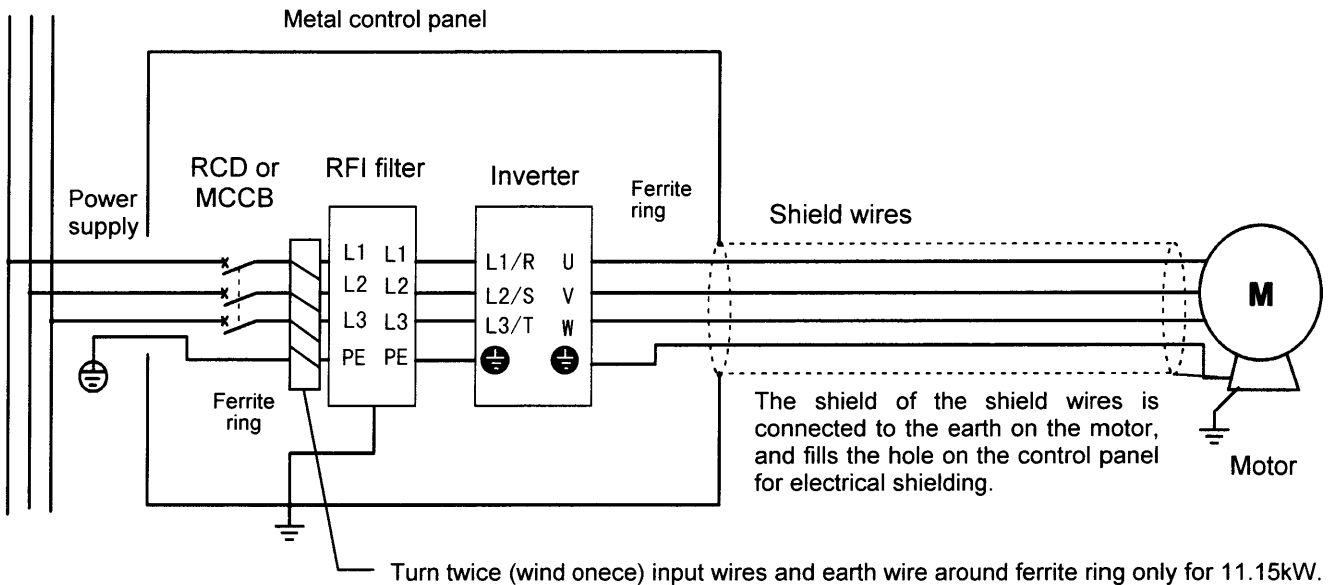 Metal control panel
Power
supply
RCD or
MCCB
RFI filter
Inverter
Ferrite
ring
Shield wires
L1 L1
L2 L2
L3 L3
PE PE
L1/R U
L2/S V
L3/T W
M
Ferrite
ring
The shield of the shield wires is
connected to the earth on the motor,
and fills the hole on the control panel
for electrical shielding.
Motor
Turn twice (wind onece) input wires and earth wire around ferrite ring only for 11.15kW.